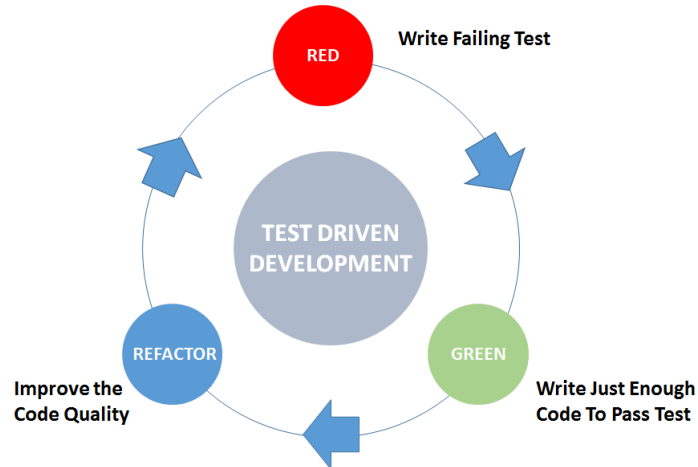 RED
Write Failing Test
TEST DRIVEN
DEVELOPMENT
REFACTOR
GREEN
Improve the
Code Quality
Write Just Enough
Code To Pass Test